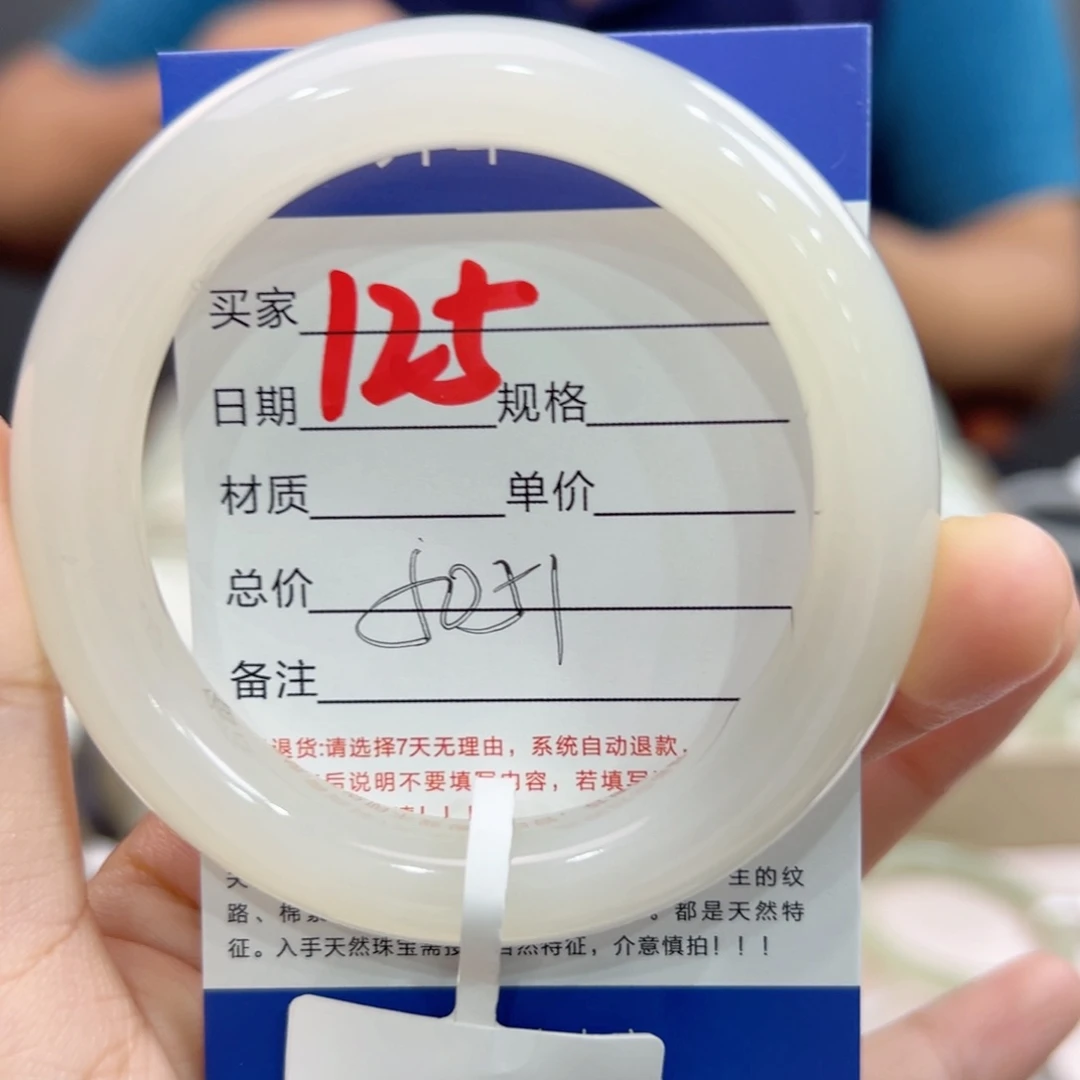 买家 125
日期 规格
材质 单价
总价
备注
退货:请选择7天无理由，系统自动退款，
后说明不要填写内容，若填写
生的纹
路、棉 。都是天然特
征。入手天然珠宝需 自然特征，介意慎拍！！！